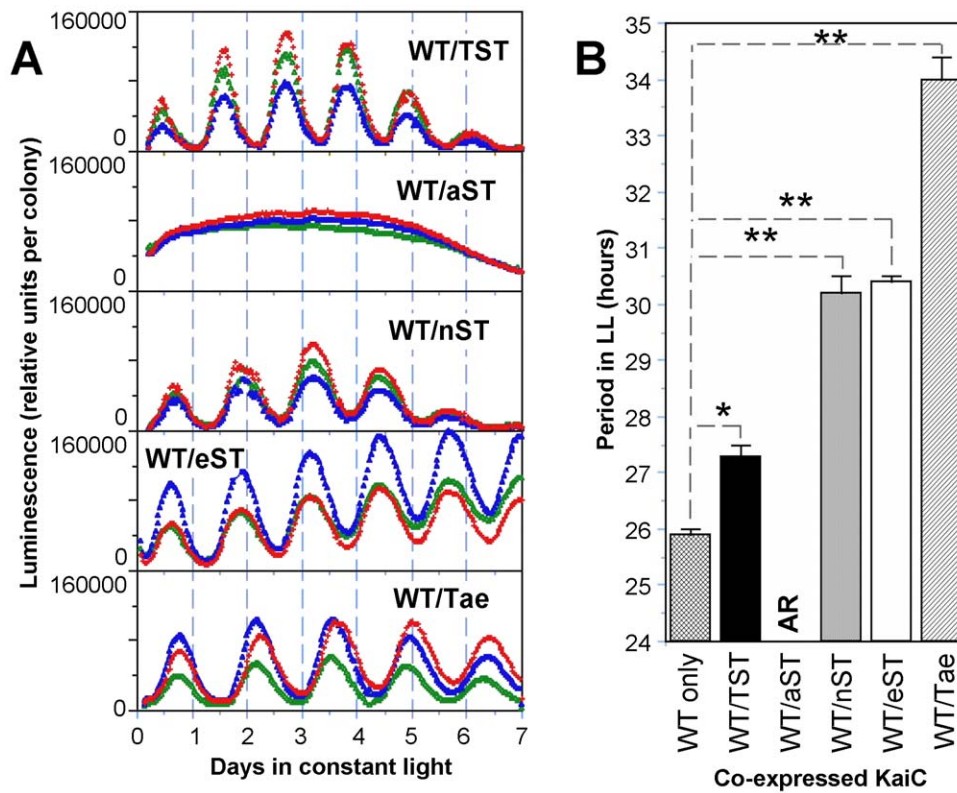 A
Luminescence (relative units per colony)
160000
WT/TST
0
160000
WT/aST
0
160000
WT/nST
0
160000
WT/eST
0
160000
WT/Tae
0
0 1 2 3 4 5 6 7
Days in constant light
B
Period in LL (hours)
35
34
33
32
31
30
29
28
27
26
25
24
**
**
**
*
AR
WT only
WT/TST
WT/aST
WT/nST
WT/eST
WT/Tae
Co-expressed KaiC